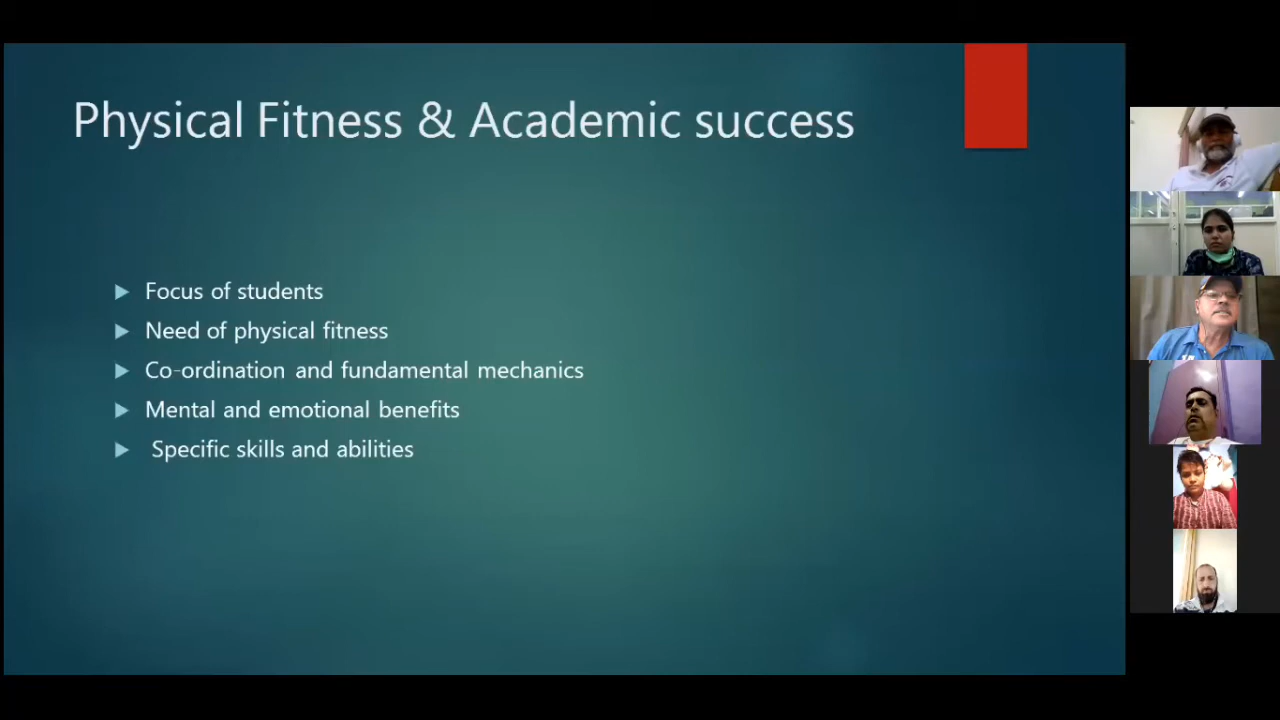 Physical Fitness & Academic success
Focus of students
Need of physical fitness
Co-ordination and fundamental mechanics
Mental and emotional benefits
Specific skills and abilities